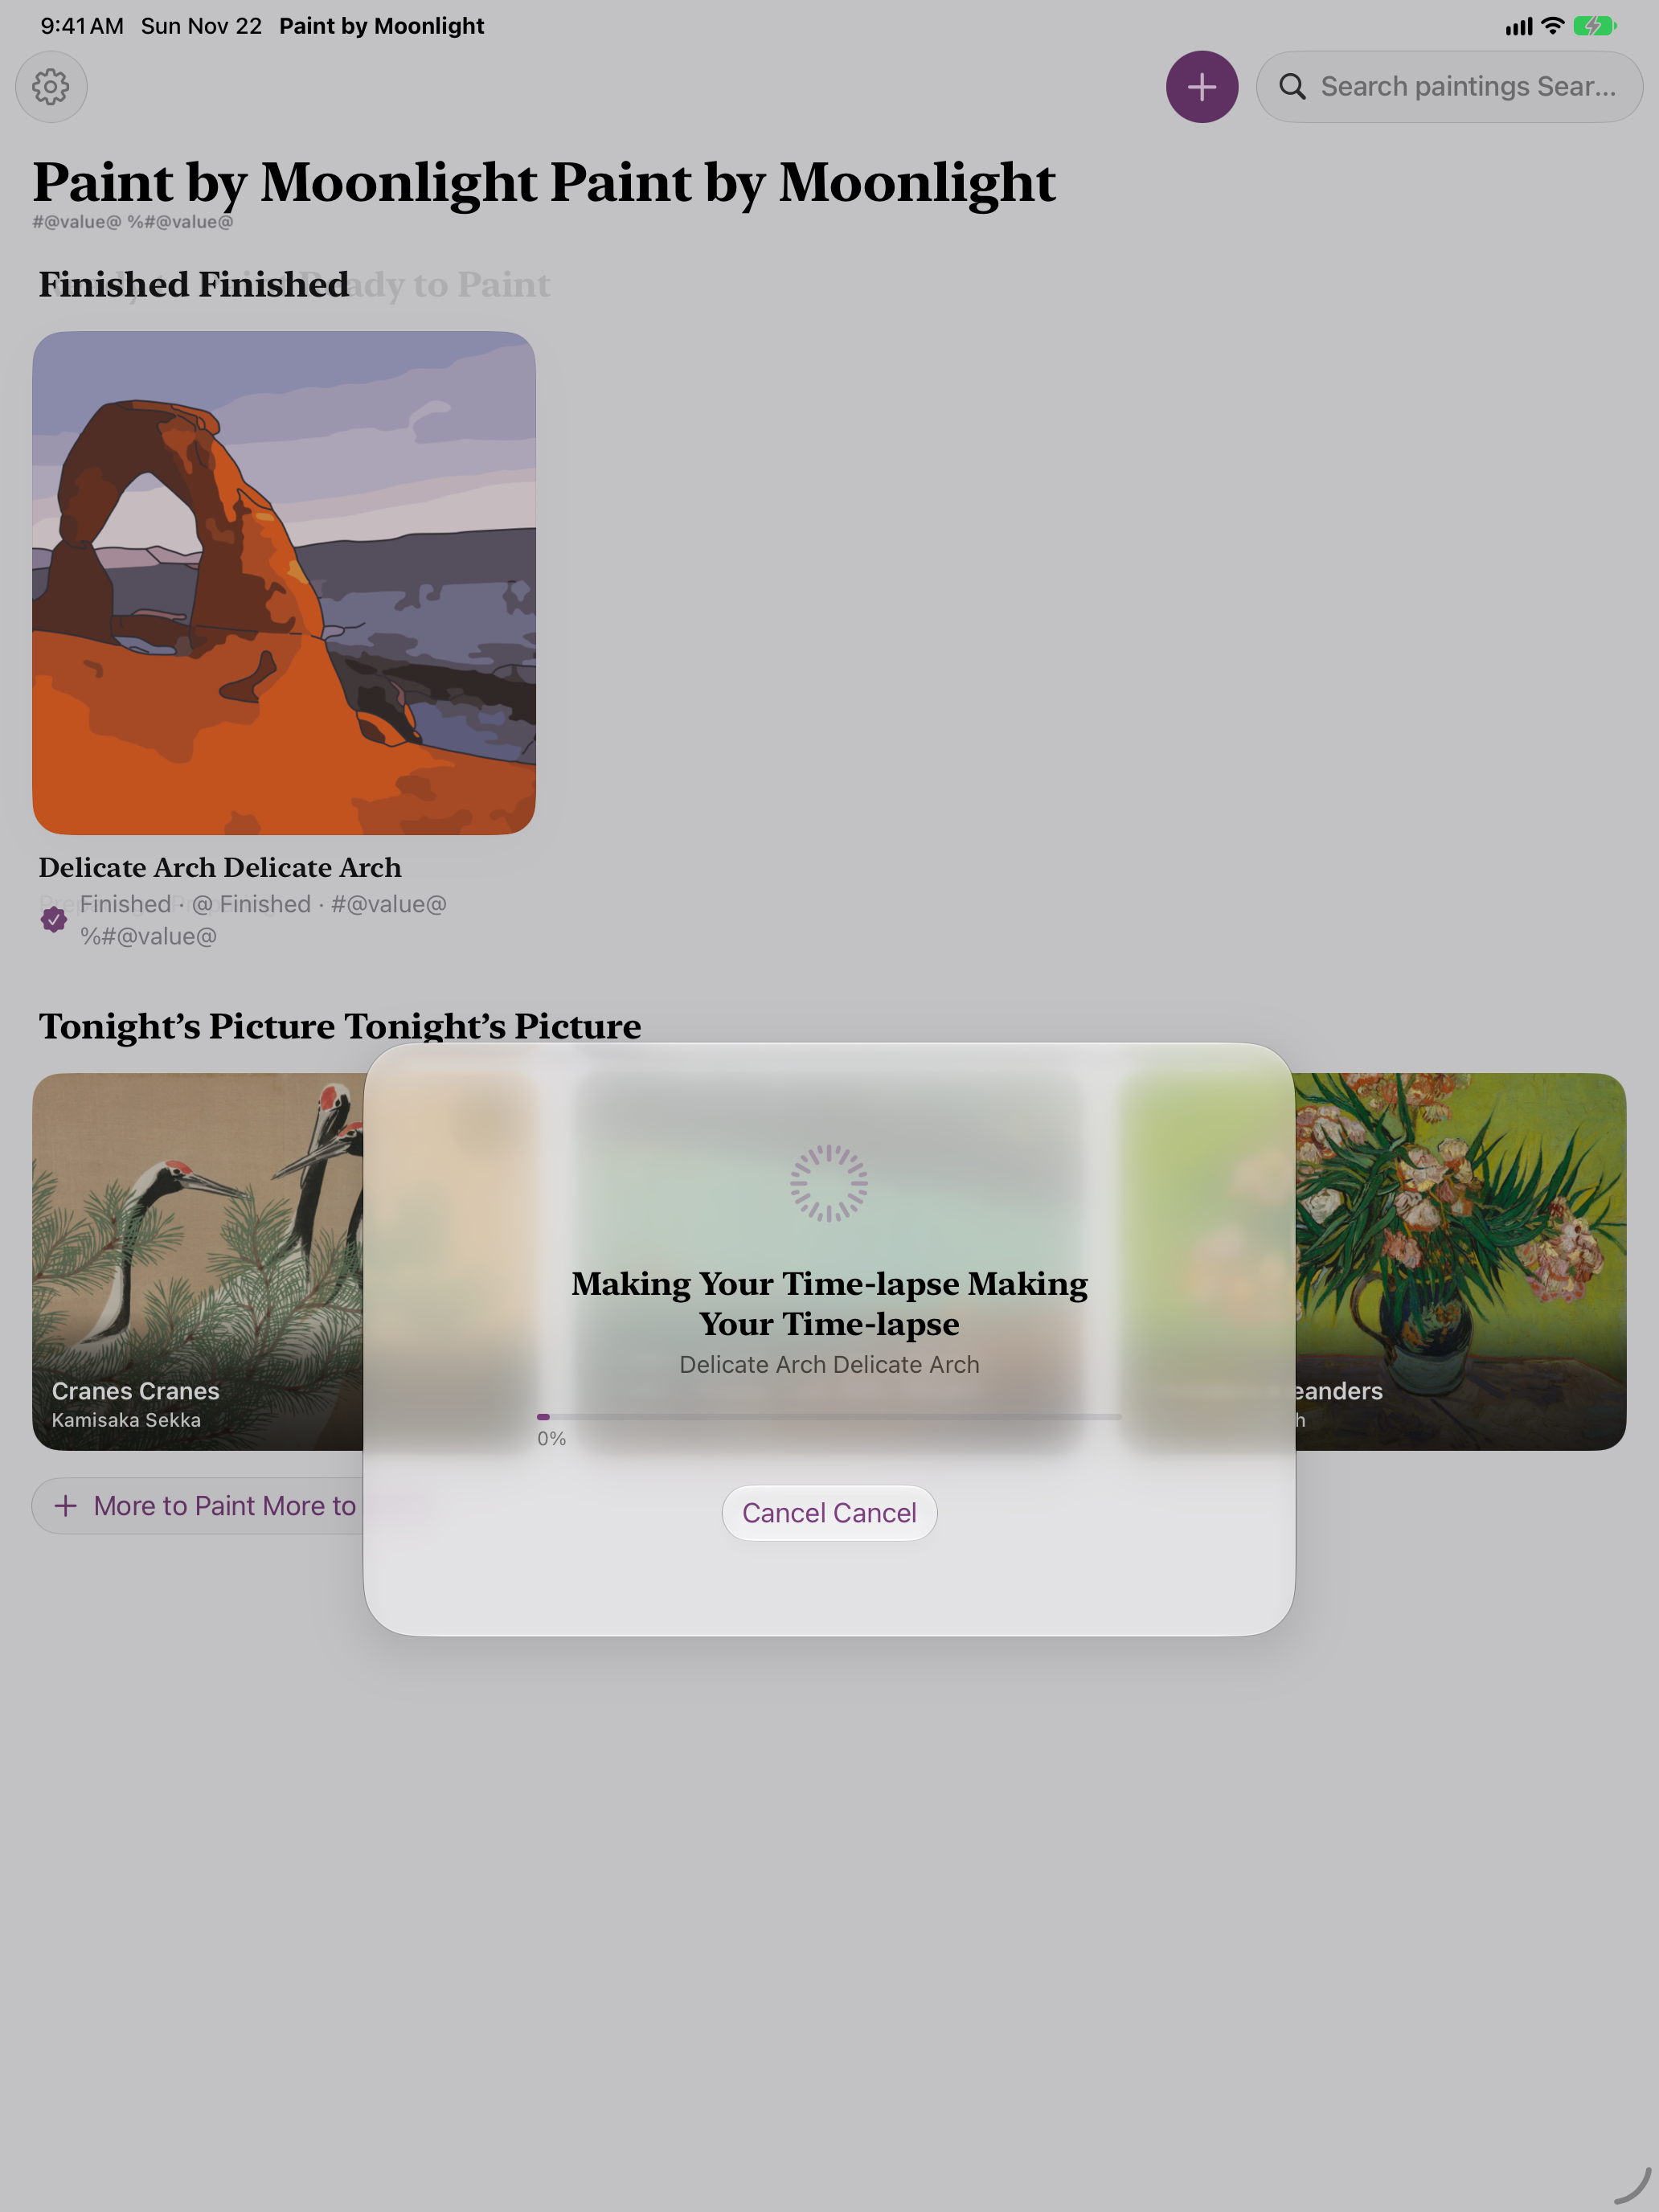 9:41 AM Sun Nov 22 Paint by Moonlight
Search paintings Sear...
Paint by Moonlight Paint by Moonlight
#@value@ %#@value@
Finished Finished
Ready to Paint
Delicate Arch Delicate Arch
Finished · @ Finished · #@value@
%#@value@
Tonight’s Picture Tonight’s Picture
Making Your Time-lapse Making
Your Time-lapse
Delicate Arch Delicate Arch
Cranes Cranes
Kamisaka Sekka
eanders
h
0%
+ More to Paint More to
Cancel Cancel